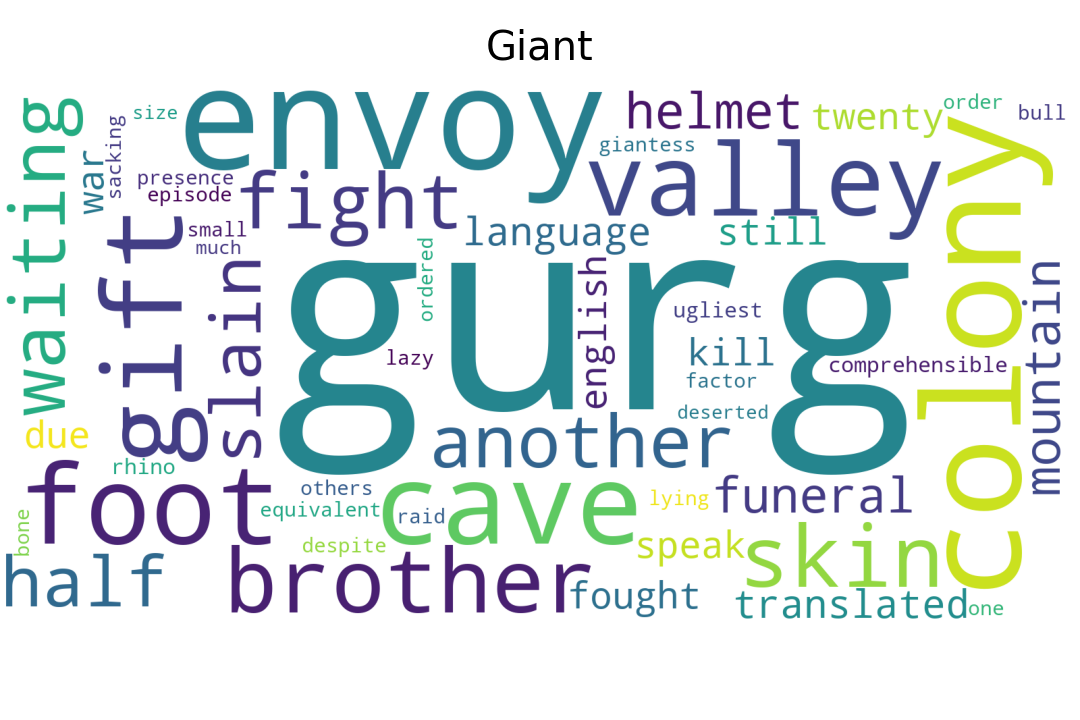 Giant
size
envoy
helmet
twenty
order
bull
waiting
war
sacking
presence
episode
fight
giantess
valley
colony
gift
small
much
language
still
slain
ordered
gurg
english
ugliest
mountain
lazy
kill
comprehensible
factor
deserted
due
another
rhino
foot
others
equivalent
raid
cave
lying
funeral
bone
despite
speak
skin
half
brother
fought
translated
one